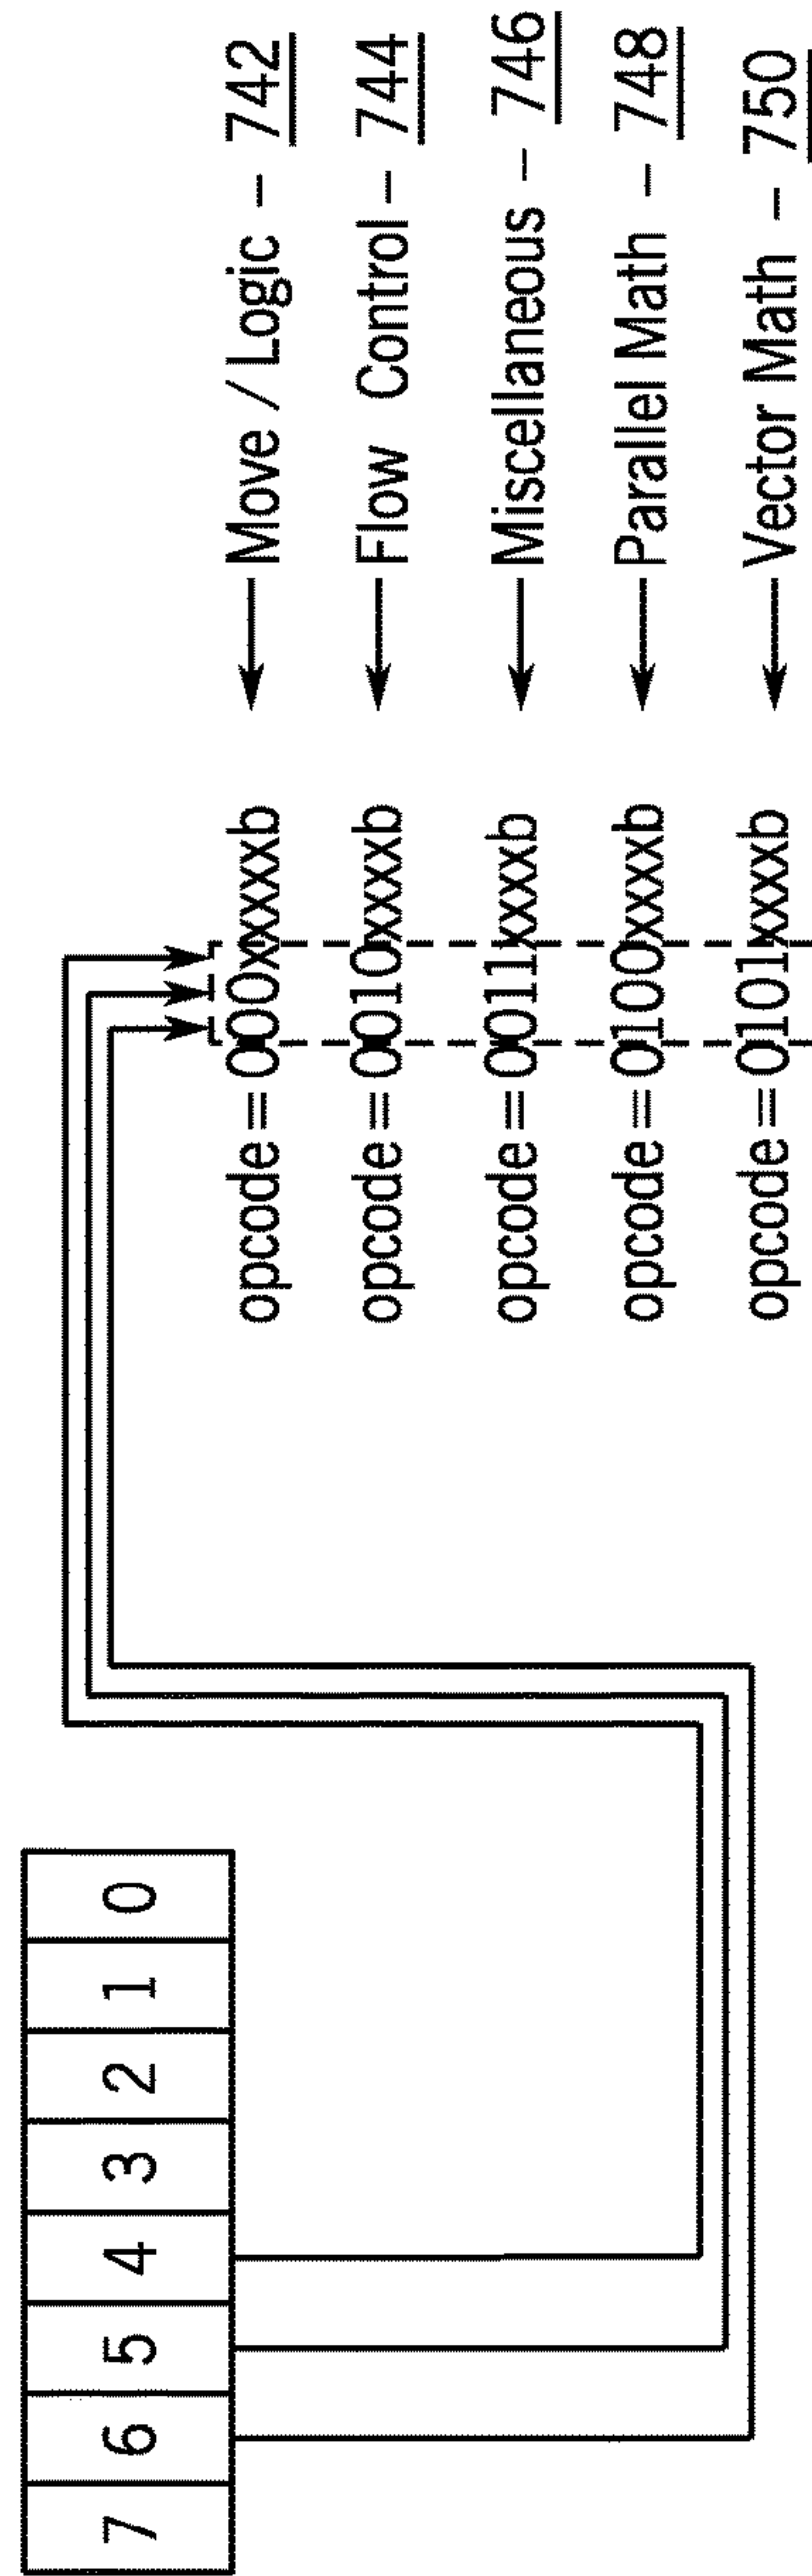 7 6 5 4 3 2 1 0
opcode=000xxxxxb ← Move / Logic – 742
opcode=0010xxxxb ← Flow Control – 744
opcode=0011xxxxb ← Miscellaneous – 746
opcode=0100xxxxb ← Parallel Math – 748
opcode=0101xxxxb ← Vector Math – 750